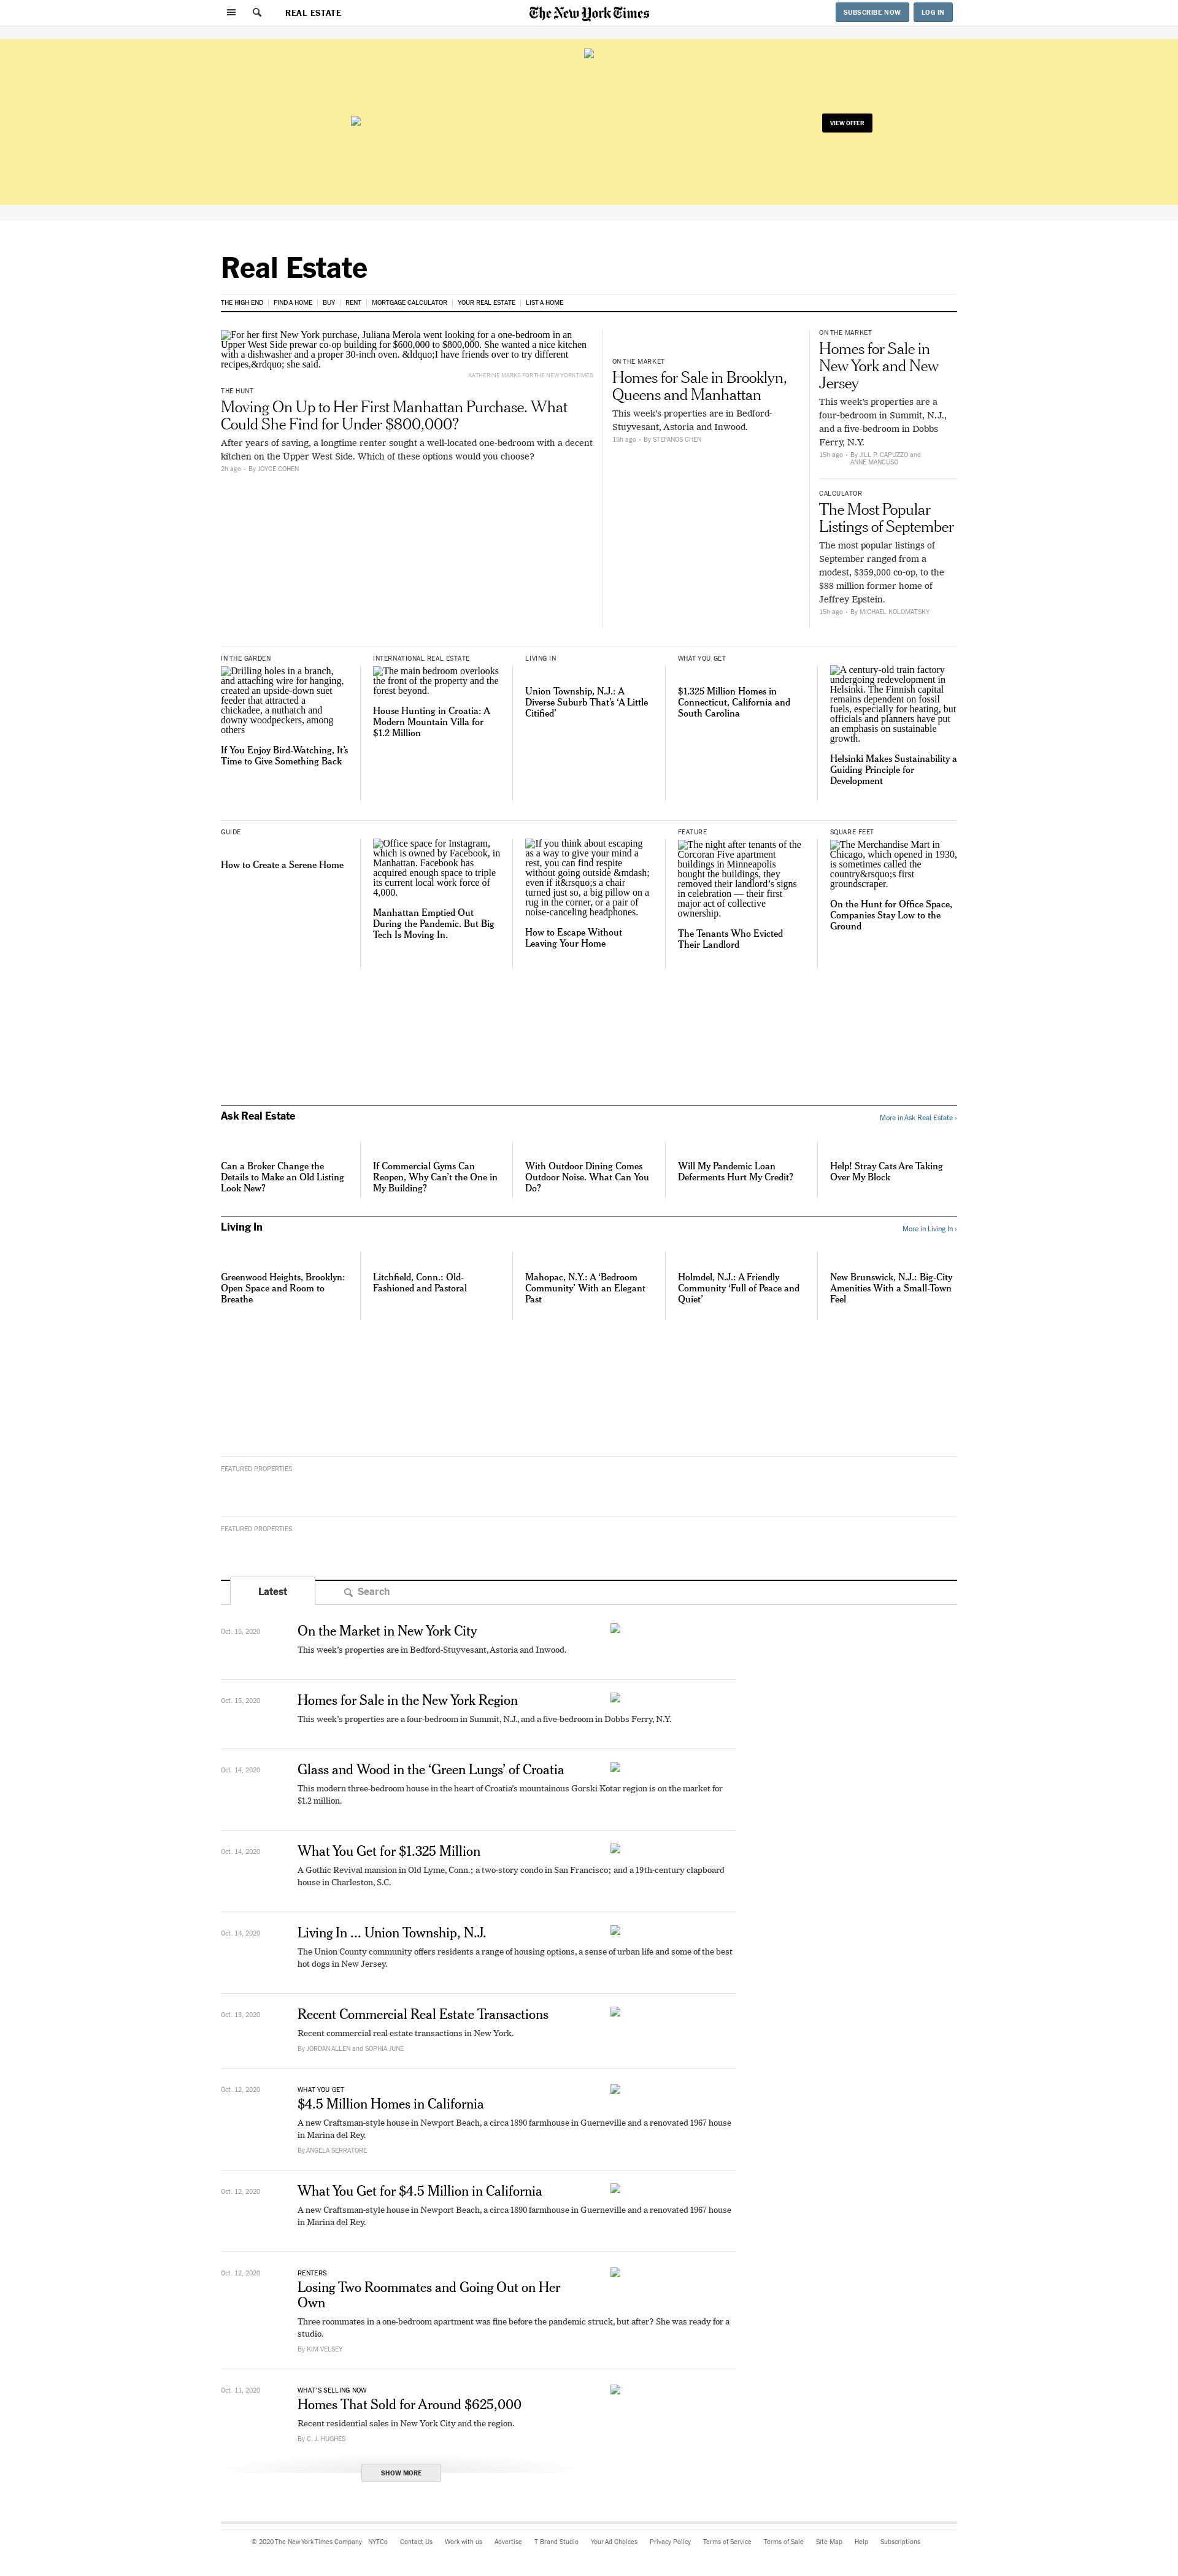 REAL ESTATE
The New York Times
SUBSCRIBE NOW
LOG IN
VIEW OFFER
Real Estate
THE HIGH END | FIND A HOME | BUY | RENT | MORTGAGE CALCULATOR | YOUR REAL ESTATE | LIST A HOME
For her first New York purchase, Juliana Merola went looking for a one-bedroom in an
Upper West Side prewar co-op building for $600,000 to $800,000. She wanted a nice kitchen
with a dishwasher and a proper 30-inch oven. &ldquo;I have friends over to try different
recipes,&rdquo; she said.
KATHERINE MARKS FOR THE NEW YORK TIMES
THE HUNT
Moving On Up to Her First Manhattan Purchase. What
Could She Find for Under $800,000?
After years of saving, a longtime renter sought a well-located one-bedroom with a decent
kitchen on the Upper West Side. Which of these options would you choose?
2h ago • By JOYCE COHEN
ON THE MARKET
Homes for Sale in Brooklyn,
Queens and Manhattan
This week's properties are in Bedford-
Stuyvesant, Astoria and Inwood.
15h ago • By STEFANOS CHEN
ON THE MARKET
Homes for Sale in
New York and New
Jersey
This week's properties are a
four-bedroom in Summit, N.J.,
and a five-bedroom in Dobbs
Ferry, N.Y.
15h ago • By JILL P. CAPUZZO and
ANNE MANCUSO
CALCULATOR
The Most Popular
Listings of September
The most popular listings of
September ranged from a
modest, $359,000 co-op, to the
$88 million former home of
Jeffrey Epstein.
15h ago • By MICHAEL KOLOMATSKY
IN THE GARDEN
Drilling holes in a branch,
and attaching wire for hanging,
created an upside-down suet
feeder that attracted a
chickadee, a nuthatch and
downy woodpeckers, among
others
If You Enjoy Bird-Watching, It's
Time to Give Something Back
INTERNATIONAL REAL ESTATE
The main bedroom overlooks
the front of the property and the
forest beyond.
House Hunting in Croatia: A
Modern Mountain Villa for
$1.2 Million
LIVING IN
Union Township, N.J.: A
Diverse Suburb That's ‘A Little
Citified’
WHAT YOU GET
$1.325 Million Homes in
Connecticut, California and
South Carolina
A century-old train factory
undergoing redevelopment in
Helsinki. The Finnish capital
remains dependent on fossil
fuels, especially for heating, but
officials and planners have put
an emphasis on sustainable
growth.
Helsinki Makes Sustainability a
Guiding Principle for
Development
GUIDE
How to Create a Serene Home
Office space for Instagram,
which is owned by Facebook, in
Manhattan. Facebook has
acquired enough space to triple
its current local work force of
4,000.
Manhattan Emptied Out
During the Pandemic. But Big
Tech Is Moving In.
If you think about escaping
as a way to give your mind a
rest, you can find respite
without going outside &mdash;
even if it&rsquo;s a chair
turned just so, a big pillow on a
rug in the corner, or a pair of
noise-canceling headphones.
How to Escape Without
Leaving Your Home
FEATURE
The night after tenants of the
Corcoran Five apartment
buildings in Minneapolis
bought the buildings, they
removed their landlord's signs
in celebration — their first
major act of collective
ownership.
The Tenants Who Evicted
Their Landlord
SQUARE FEET
The Merchandise Mart in
Chicago, which opened in 1930,
is sometimes called the
country&rsquo;s first
groundscraper.
On the Hunt for Office Space,
Companies Stay Low to the
Ground
Ask Real Estate
More in Ask Real Estate ›
Can a Broker Change the
Details to Make an Old Listing
Look New?
If Commercial Gyms Can
Reopen, Why Can't the One in
My Building?
With Outdoor Dining Comes
Outdoor Noise. What Can You
Do?
Will My Pandemic Loan
Deferments Hurt My Credit?
Help! Stray Cats Are Taking
Over My Block
Living In
More in Living In ›
Greenwood Heights, Brooklyn:
Open Space and Room to
Breathe
Litchfield, Conn.: Old-
Fashioned and Pastoral
Mahopac, N.Y.: A ‘Bedroom
Community’ With an Elegant
Past
Holmdel, N.J.: A Friendly
Community ‘Full of Peace and
Quiet’
New Brunswick, N.J.: Big-City
Amenities With a Small-Town
Feel
FEATURED PROPERTIES
FEATURED PROPERTIES
Latest
Search
Oct. 15, 2020
On the Market in New York City
This week's properties are in Bedford-Stuyvesant, Astoria and Inwood.
Oct. 15, 2020
Homes for Sale in the New York Region
This week's properties are a four-bedroom in Summit, N.J., and a five-bedroom in Dobbs Ferry, N.Y.
Oct. 14, 2020
Glass and Wood in the ‘Green Lungs’ of Croatia
This modern three-bedroom house in the heart of Croatia's mountainous Gorski Kotar region is on the market for
$1.2 million.
Oct. 14, 2020
What You Get for $1.325 Million
A Gothic Revival mansion in Old Lyme, Conn.; a two-story condo in San Francisco; and a 19th-century clapboard
house in Charleston, S.C.
Oct. 14, 2020
Living In ... Union Township, N.J.
The Union County community offers residents a range of housing options, a sense of urban life and some of the best
hot dogs in New Jersey.
Oct. 13, 2020
Recent Commercial Real Estate Transactions
Recent commercial real estate transactions in New York.
By JORDAN ALLEN and SOPHIA JUNE
Oct. 12, 2020
WHAT YOU GET
$4.5 Million Homes in California
A new Craftsman-style house in Newport Beach, a circa 1890 farmhouse in Guerneville and a renovated 1967 house
in Marina del Rey.
By ANGELA SERRATORE
Oct. 12, 2020
What You Get for $4.5 Million in California
A new Craftsman-style house in Newport Beach, a circa 1890 farmhouse in Guerneville and a renovated 1967 house
in Marina del Rey.
Oct. 12, 2020
RENTERS
Losing Two Roommates and Going Out on Her
Own
Three roommates in a one-bedroom apartment was fine before the pandemic struck, but after? She was ready for a
studio.
By KIM VELSEY
Oct. 11, 2020
WHAT'S SELLING NOW
Homes That Sold for Around $625,000
Recent residential sales in New York City and the region.
By C. J. HUGHES
SHOW MORE
© 2020 The New York Times Company NYTCo Contact Us Work with us Advertise T Brand Studio Your Ad Choices Privacy Policy Terms of Service Terms of Sale Site Map Help Subscriptions